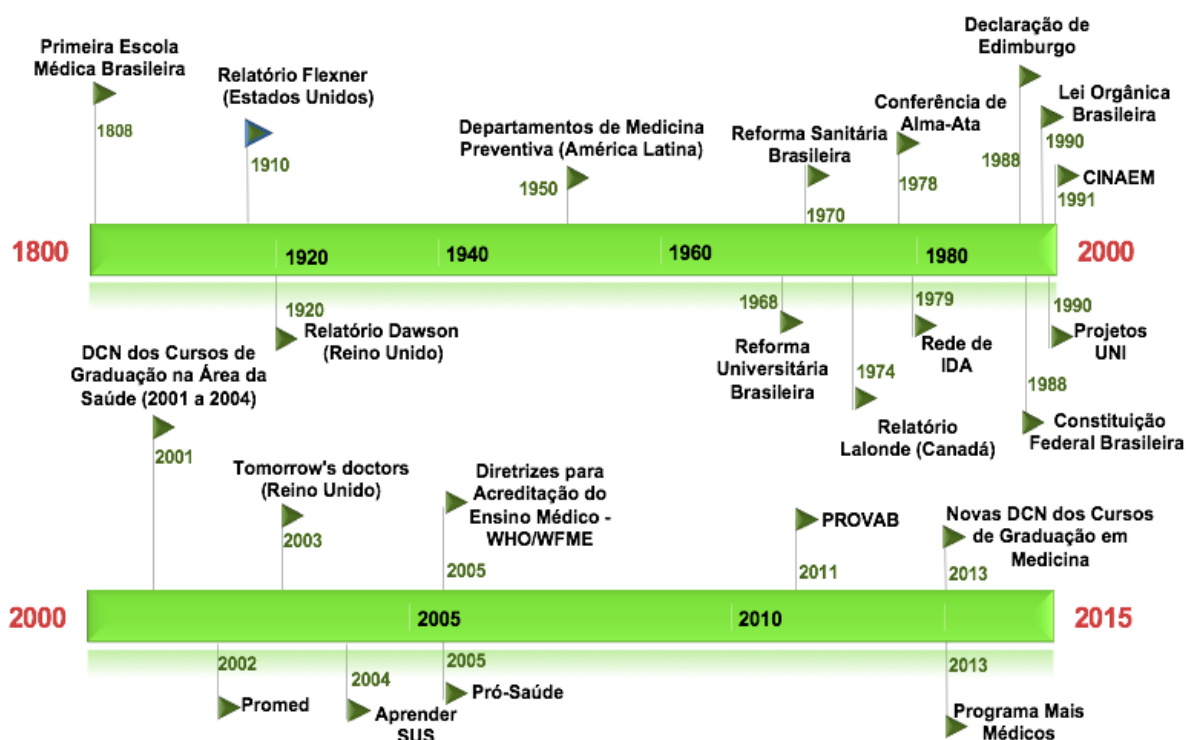 Primeira Escola
Médica Brasileira
1808
Relatório Flexner
(Estados Unidos)
1910
Departamentos de Medicina
Preventiva (América Latina)
1950
Reforma Sanitária
Brasileira
1970
Conferência de
Alma-Ata
1978
Declaração de
Edimburgo
1988
Lei Orgânica
Brasileira
1990
CINAEM
1991
1800
1920
1940
1960
1980
2000
1920
Relatório Dawson
(Reino Unido)
1968
Reforma
Universitária
Brasileira
1974
Relatório
Lalonde (Canadá)
1979
Rede de
IDA
1988
Constituição
Federal Brasileira
1990
Projetos
UNI
DCN dos Cursos de
Graduação na Área da
Saúde (2001 a 2004)
2001
Tomorrow's doctors
(Reino Unido)
2003
Diretrizes para
Acreditação do
Ensino Médico -
WHO/WFME
2005
PROVAB
2011
Novas DCN dos Cursos
de Graduação em
Medicina
2013
2000
2005
2010
2015
2002
Promed
2004
Aprender
SUS
2005
Pró-Saúde
2013
Programa Mais
Médicos